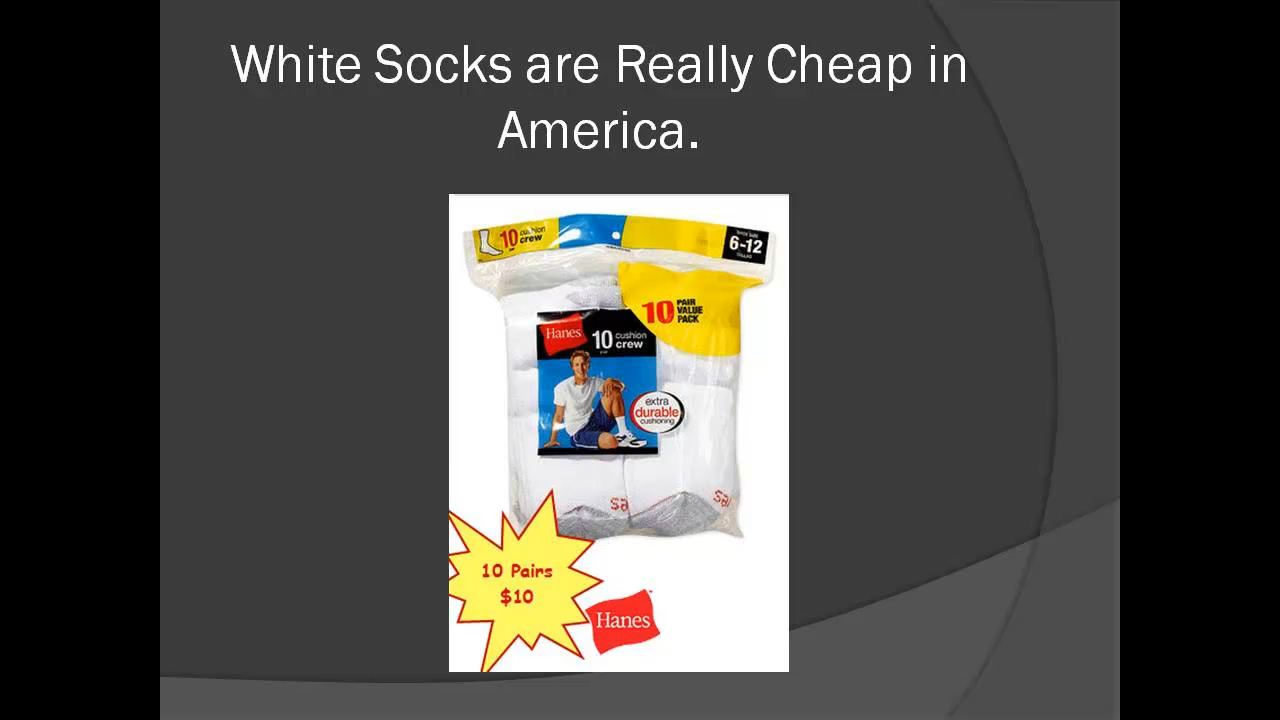 White Socks are Really Cheap in
America.
10 cushion
crew
6-12
10 PAIR
VALUE
PACK
Hanes
10 cushion
crew
extra
durable
cushioning
10 Pairs
$10
Hanes